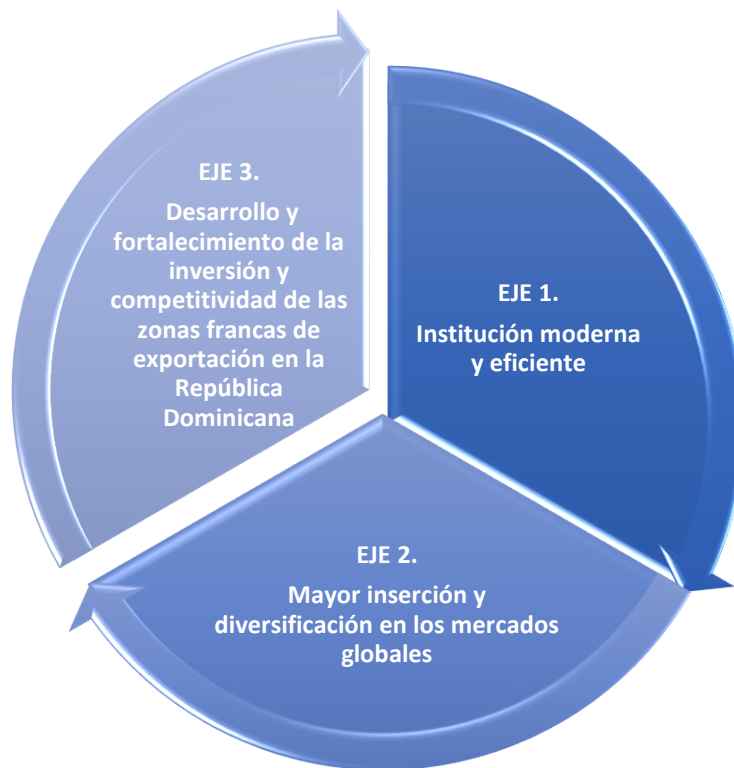 EJE 1.
Institución moderna
y eficiente
EJE 2.
Mayor inserción y
diversificación en los mercados
globales
EJE 3.
Desarrollo y
fortalecimiento de la
inversión y
competitividad de las
zonas francas de
exportación en la
República
Dominicana